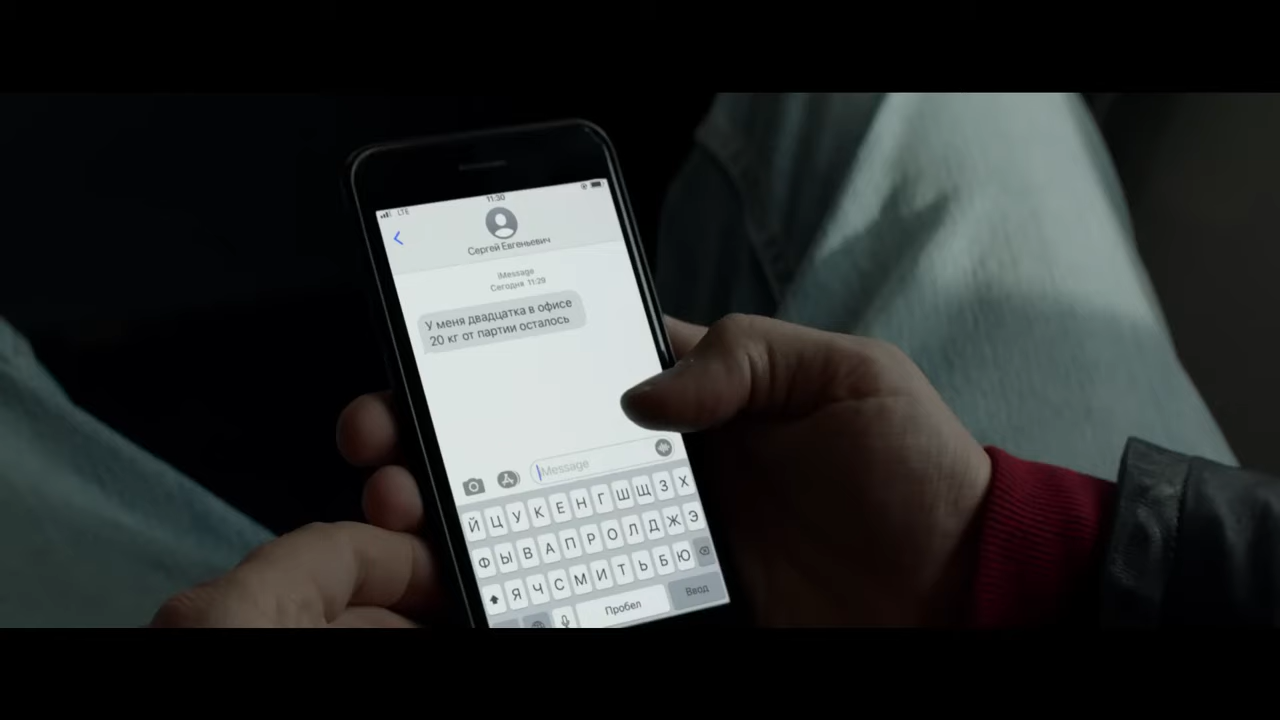 11:30
LTE
Сергей Евгеньевич
iMessage
Сегодня 11:29
У меня двадцатка в офисе
20 кг от партии осталось
iMessage
Й Ц У К Е Н Г Ш Щ З Х
Ф Ы В А П Р О Л Д Ж Э
Я Ч С М И Т Ь Б Ю
Пробел
Ввод